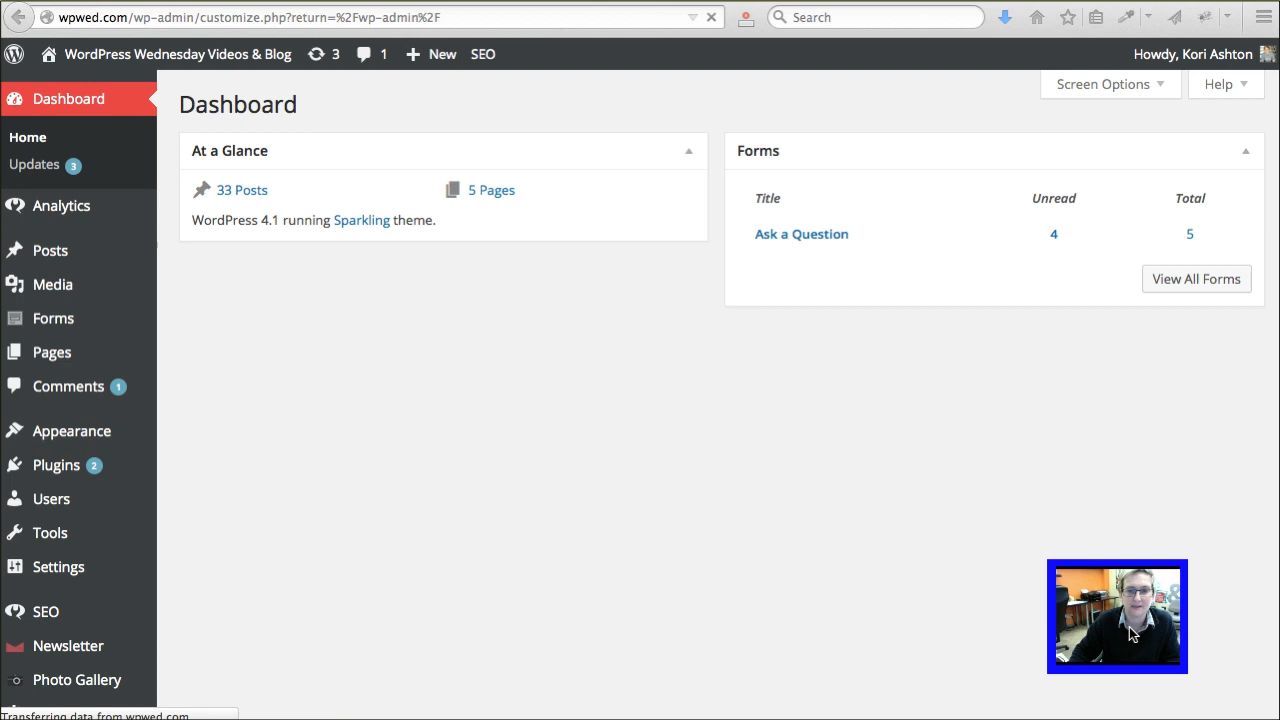 wpwed.com/wp-admin/customize.php?return=%2Fwp-admin%2F
Search
WordPress Wednesday Videos & Blog
3
1
New
SEO
Howdy, Kori Ashton
Dashboard
Home
Updates 3
Analytics
Posts
Media
Forms
Pages
Comments 1
Appearance
Plugins 2
Users
Tools
Settings
SEO
Newsletter
Photo Gallery
Screen Options
Help
Dashboard
At a Glance
33 Posts
5 Pages
WordPress 4.1 running Sparkling theme.
Forms
Title Unread Total
Ask a Question 4 5
View All Forms
Transferring data from wpwed.com